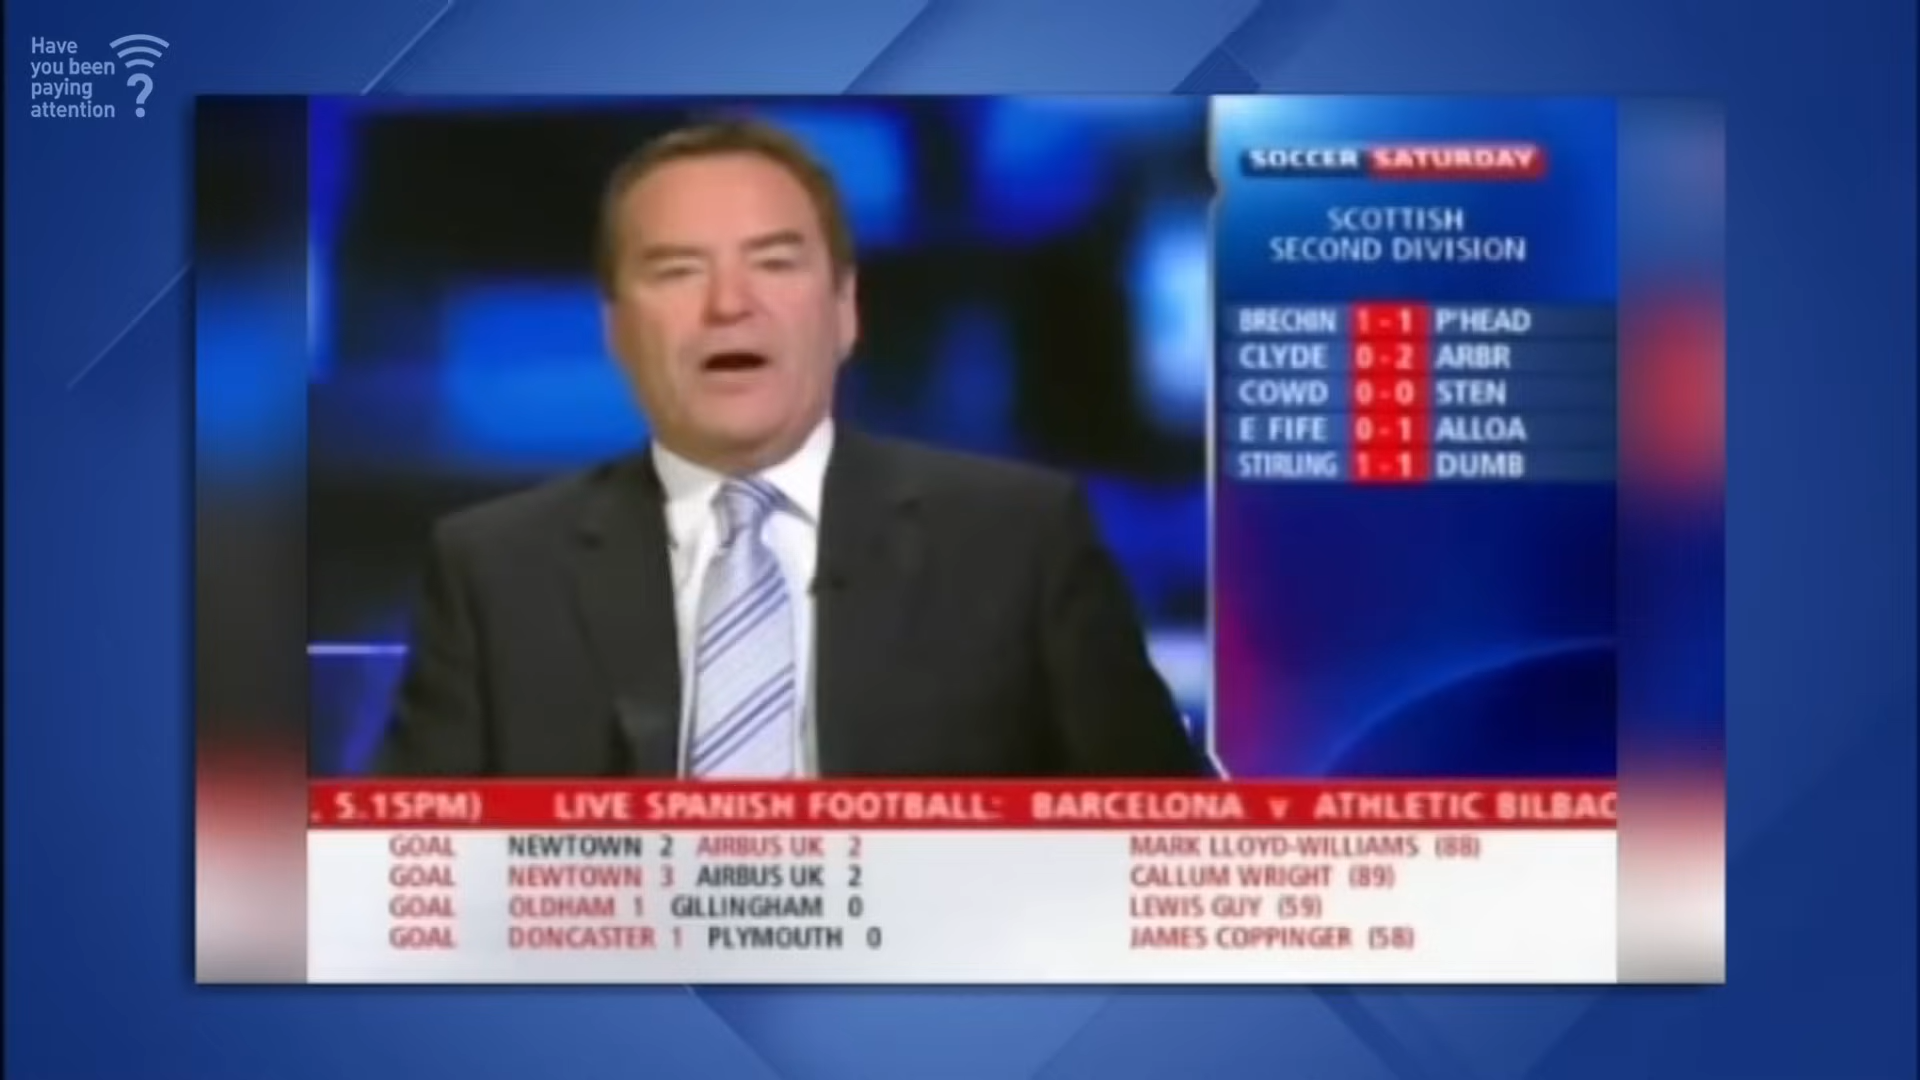 Have
you been
paying
attention
?
SOCCER SATURDAY
SCOTTISH
SECOND DIVISION
BRECHIN 1 - 1 P'HEAD
CLYDE 0 - 2 ARBR
COWD 0 - 0 STEN
E FIFE 0 - 1 ALLOA
STIRLING 1 - 1 DUMB
. 5.15PM) LIVE SPANISH FOOTBALL: BARCELONA v ATHLETIC BILBAO
GOAL NEWTOWN 2 AIRBUS UK 2 MARK LLOYD-WILLIAMS (88)
GOAL NEWTOWN 3 AIRBUS UK 2 CALLUM WRIGHT (89)
GOAL OLDHAM 1 GILLINGHAM 0 LEWIS GUY (59)
GOAL DONCASTER 1 PLYMOUTH 0 JAMES COPPINGER (58)